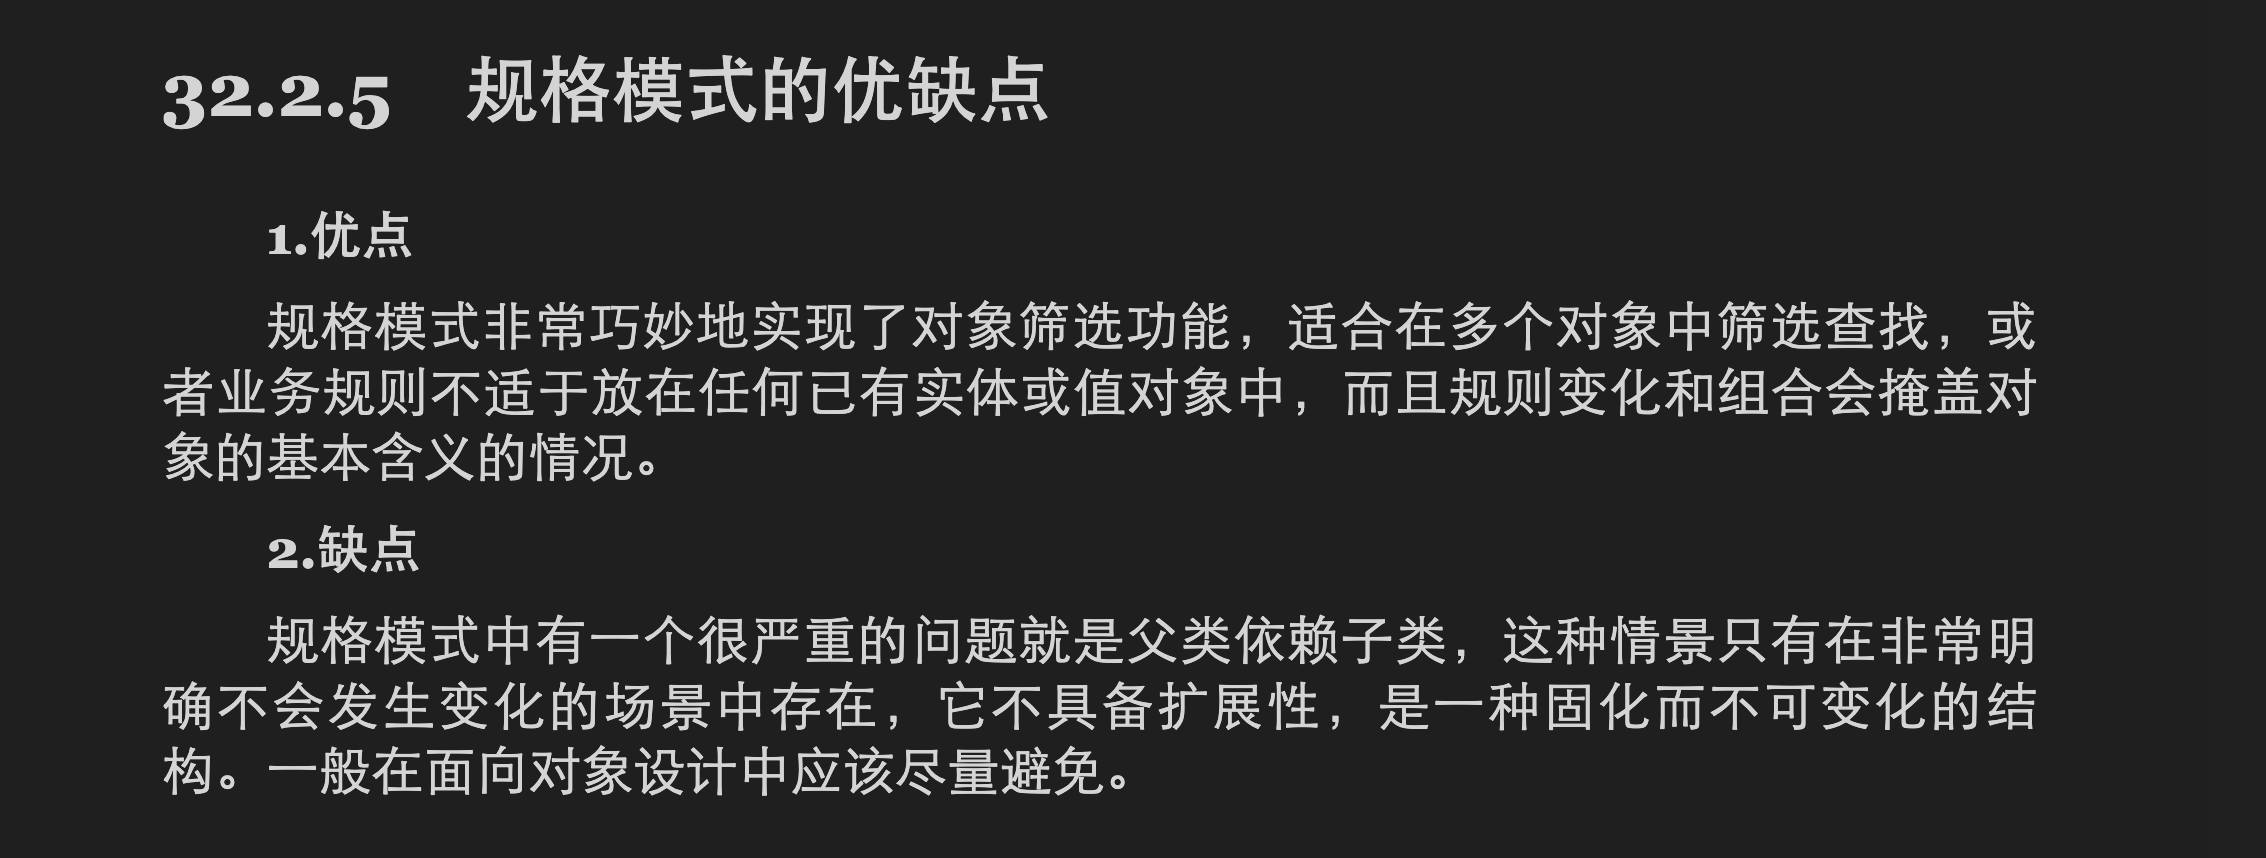 32.2.5 规格模式的优缺点
1.优点
规格模式非常巧妙地实现了对象筛选功能，适合在多个对象中筛选查找，或
者业务规则不适于放在任何已有实体或值对象中，而且规则变化和组合会掩盖对
象的基本含义的情况。
2.缺点
规格模式中有一个很严重的问题就是父类依赖子类，这种情景只有在非常明
确不会发生变化的场景中存在，它不具备扩展性，是一种固化而不可变化的结
构。一般在面向对象设计中应该尽量避免。